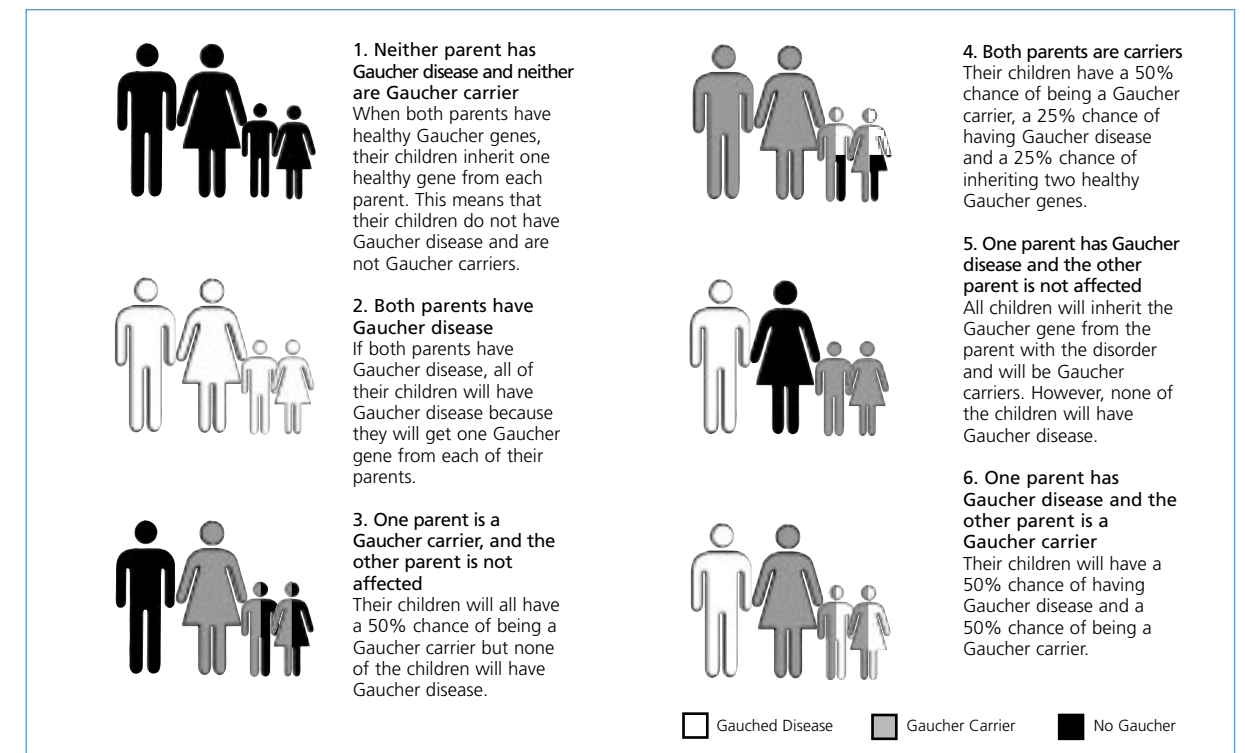 1. Neither parent has
Gaucher disease and neither
are Gaucher carrier
When both parents have
healthy Gaucher genes,
their children inherit one
healthy gene from each
parent. This means that
their children do not have
Gaucher disease and are
not Gaucher carriers.
2. Both parents have
Gaucher disease
If both parents have
Gaucher disease, all of
their children will have
Gaucher disease because
they will get one Gaucher
gene from each of their
parents.
3. One parent is a
Gaucher carrier, and the
other parent is not
affected
Their children will all have
a 50% chance of being a
Gaucher carrier but none
of the children will have
Gaucher disease.
4. Both parents are carriers
Their children have a 50%
chance of being a Gaucher
carrier, a 25% chance of
having Gaucher disease
and a 25% chance of
inheriting two healthy
Gaucher genes.
5. One parent has Gaucher
disease and the other
parent is not affected
All children will inherit the
Gaucher gene from the
parent with the disorder
and will be Gaucher
carriers. However, none of
the children will have
Gaucher disease.
6. One parent has
Gaucher disease and the
other parent is a
Gaucher carrier
Their children will have a
50% chance of having
Gaucher disease and a
50% chance of being a
Gaucher carrier.
Gauched Disease
Gaucher Carrier
No Gaucher